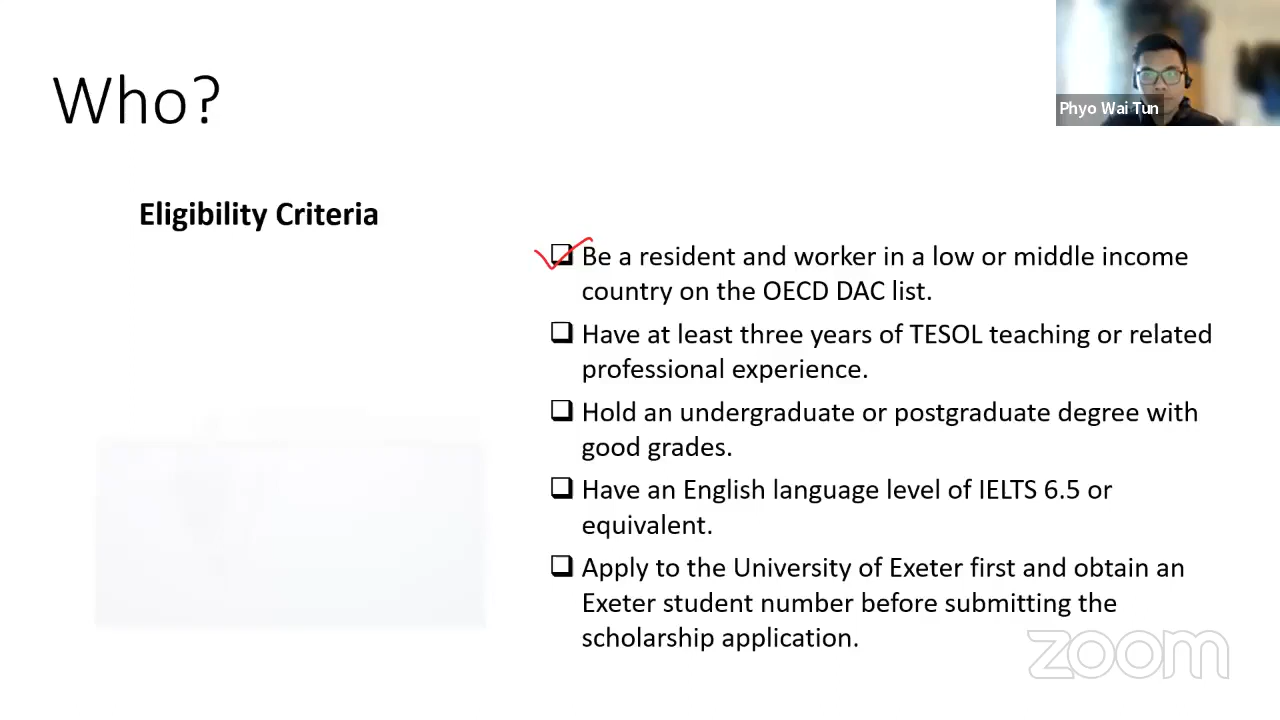 Who?
Phyo Wai Tun
Eligibility Criteria
Be a resident and worker in a low or middle income
country on the OECD DAC list.
Have at least three years of TESOL teaching or related
professional experience.
Hold an undergraduate or postgraduate degree with
good grades.
Have an English language level of IELTS 6.5 or
equivalent.
Apply to the University of Exeter first and obtain an
Exeter student number before submitting the
scholarship application.
zoom